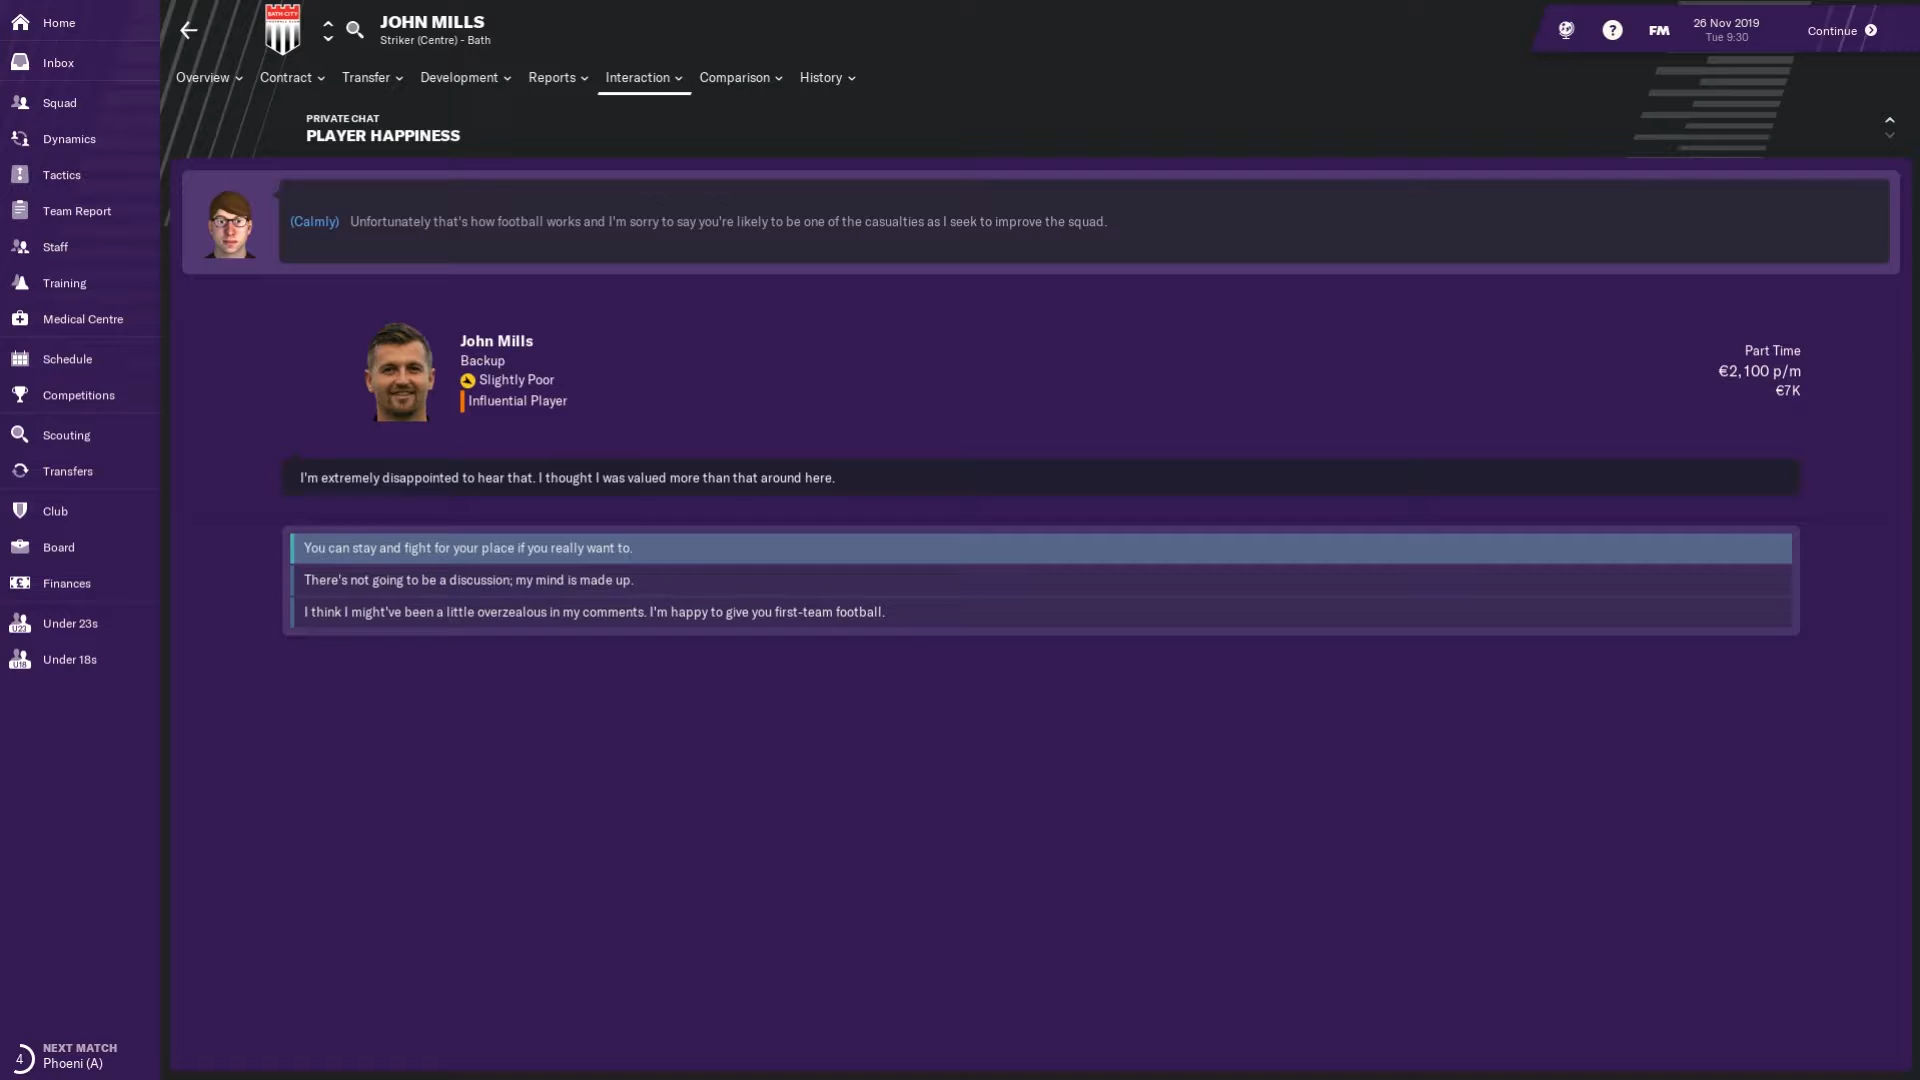 Home
Inbox
Squad
Dynamics
Tactics
Team Report
Staff
Training
Medical Centre
Schedule
Competitions
Scouting
Transfers
Club
Board
Finances
U23
Under 23s
U18
Under 18s
4
NEXT MATCH
Phoeni (A)
BATH CITY
JOHN MILLS
Striker (Centre) - Bath
?
FM
26 Nov 2019
Tue 9:30
Continue
Overview
Contract
Transfer
Development
Reports
Interaction
Comparison
History
PRIVATE CHAT
PLAYER HAPPINESS
(Calmly) Unfortunately that's how football works and I'm sorry to say you're likely to be one of the casualties as I seek to improve the squad.
John Mills
Backup
Slightly Poor
Influential Player
Part Time
€2,100 p/m
€7K
I'm extremely disappointed to hear that. I thought I was valued more than that around here.
You can stay and fight for your place if you really want to.
There's not going to be a discussion; my mind is made up.
I think I might've been a little overzealous in my comments. I'm happy to give you first-team football.